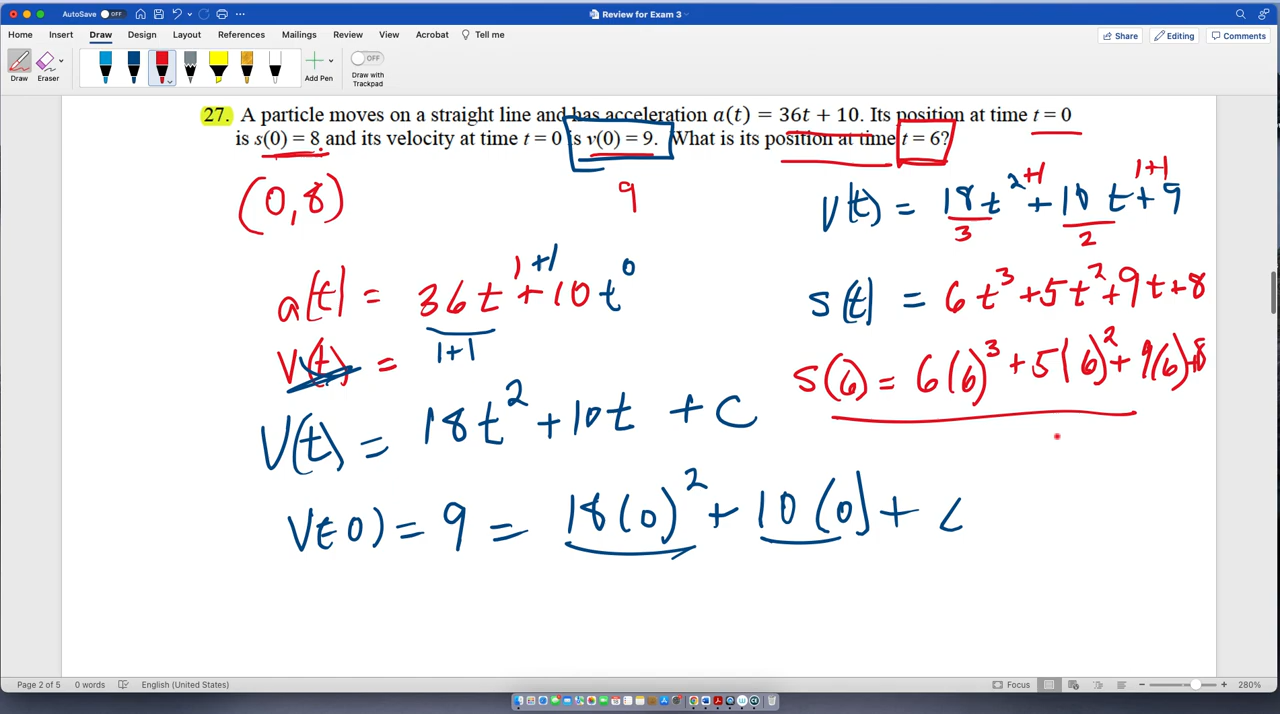 AutoSave OFF
Review for Exam 3
Home Insert Draw Design Layout References Mailings Review View Acrobat Tell me
Share Editing Comments
Draw Eraser Add Pen Draw with Trackpad OFF
27. A particle moves on a straight line and has acceleration a(t) = 36t + 10. Its position at time t = 0
is s(0) = 8 and its velocity at time t = 0 is v(0) = 9. What is its position at time t = 6?
(0,8)
9
a(t) = 36t^1+1 + 10t^0
1+1
V(t) =
V(t) = 18t^2 + 10t + C
V(0) = 9 = 18(0)^2 + 10(0) + C
V(t) = 18t^2+1 + 10t^1+1 + 9
3 2
s(t) = 6t^3 + 5t^2 + 9t + 8
s(6) = 6(6)^3 + 5(6)^2 + 9(6) + 8
Page 2 of 5 0 words English (United States) Focus 280%